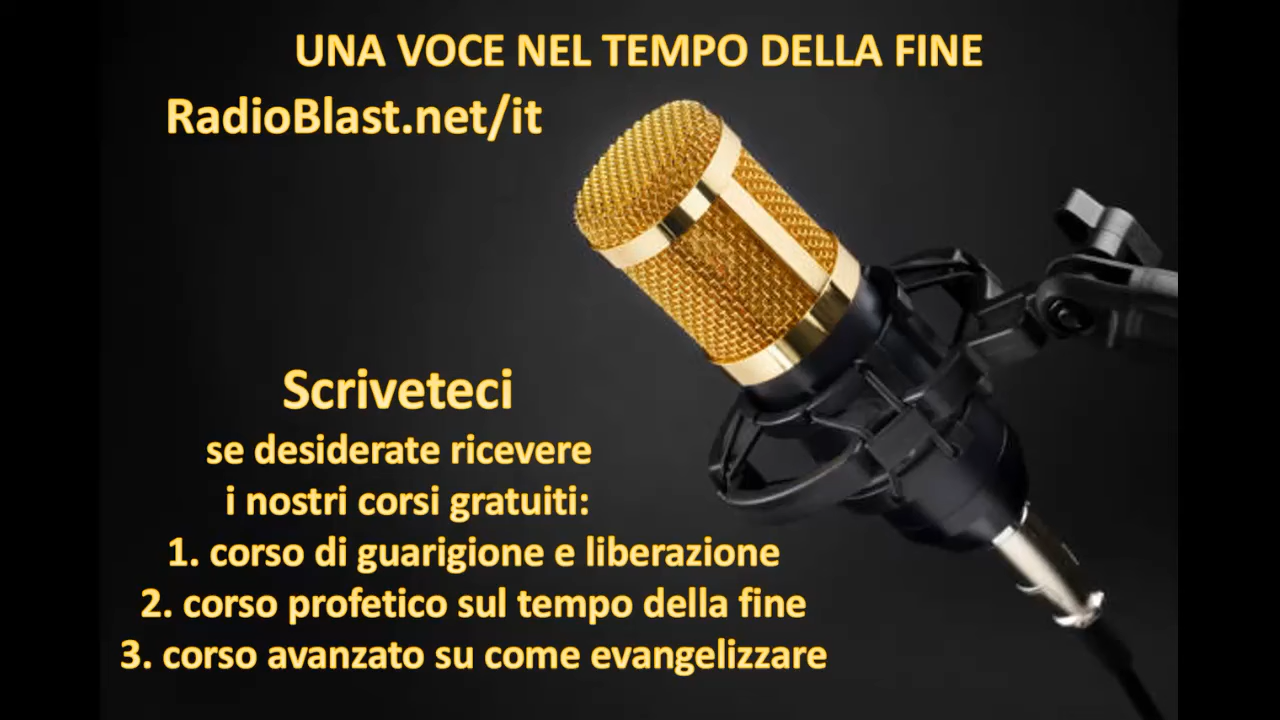 UNA VOCE NEL TEMPO DELLA FINE
RadioBlast.net/it
Scriveteci
se desiderate ricevere
i nostri corsi gratuiti:
1. corso di guarigione e liberazione
2. corso profetico sul tempo della fine
3. corso avanzato su come evangelizzare